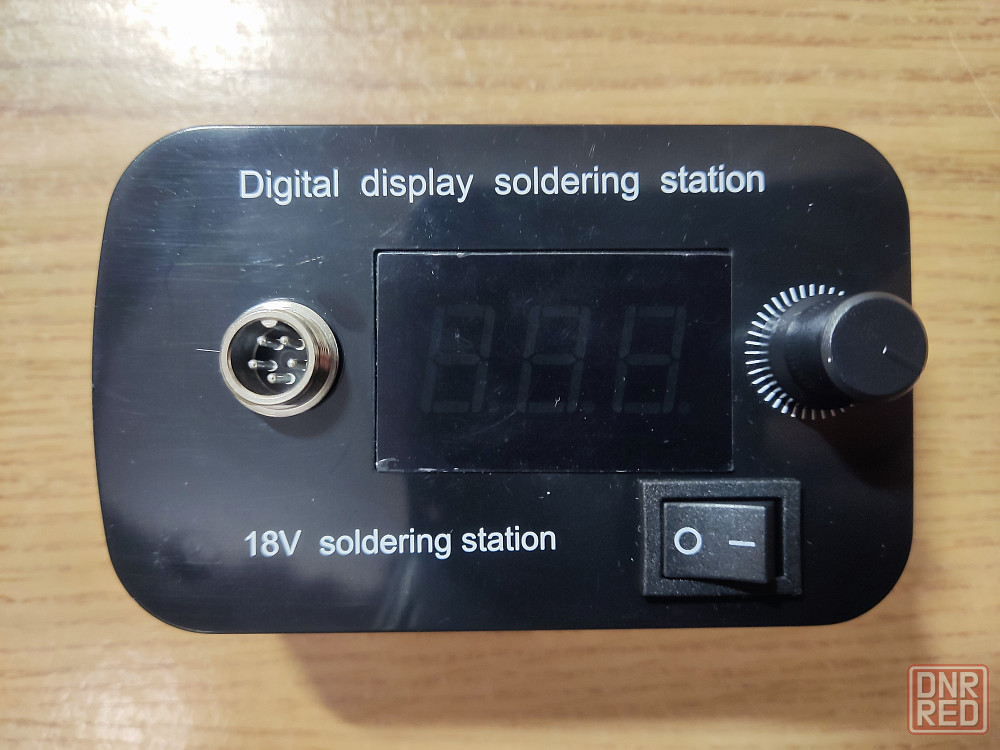 Digital display soldering station
18V soldering station
O —
DNR
RED